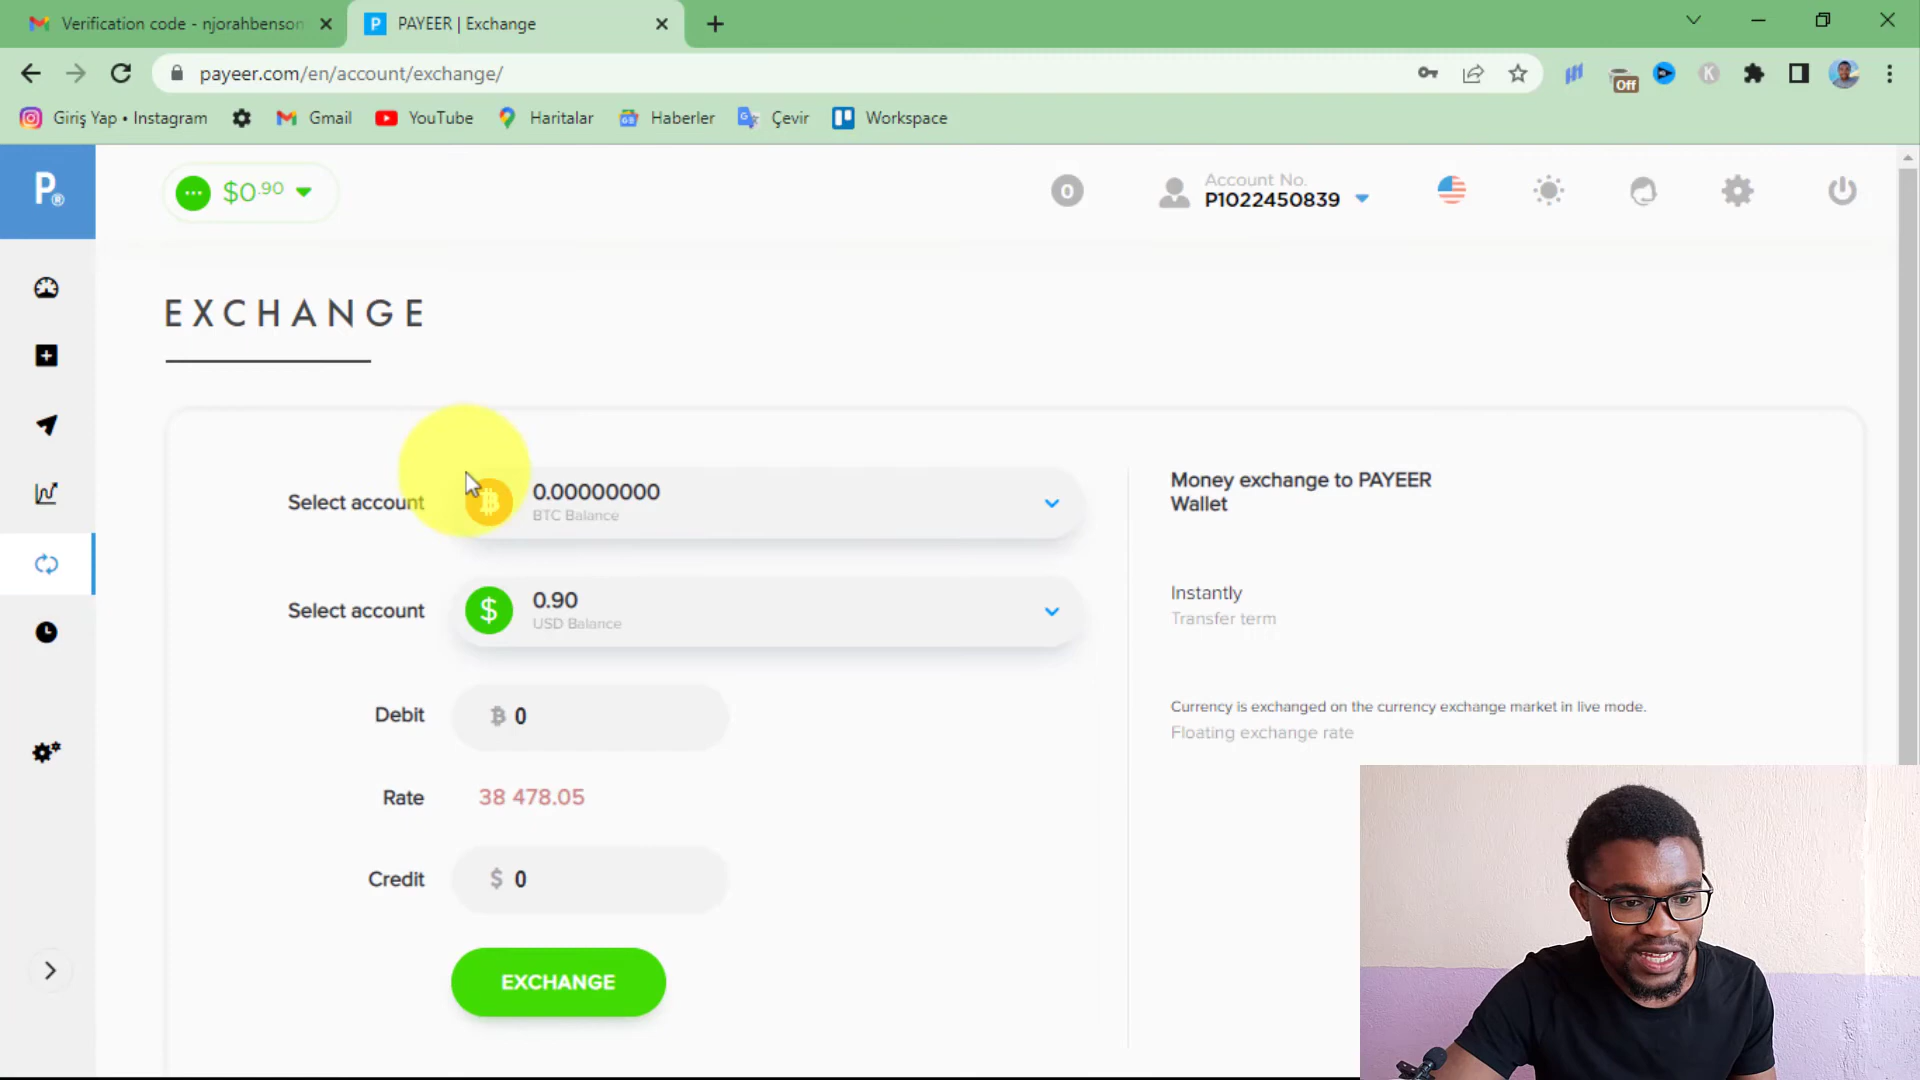 Verification code - njorahbenson
PAYEER | Exchange
payeer.com/en/account/exchange/
Off
K
Giriş Yap • Instagram
Gmail
YouTube
Haritalar
Haberler
Çevir
Workspace
P®
$0.90
0
Account No.
P1022450839
EXCHANGE
Select account
0.00000000
BTC Balance
Select account
$
0.90
USD Balance
Debit
฿ 0
Rate
38 478.05
Credit
$ 0
EXCHANGE
Money exchange to PAYEER
Wallet
Instantly
Transfer term
Currency is exchanged on the currency exchange market in live mode.
Floating exchange rate